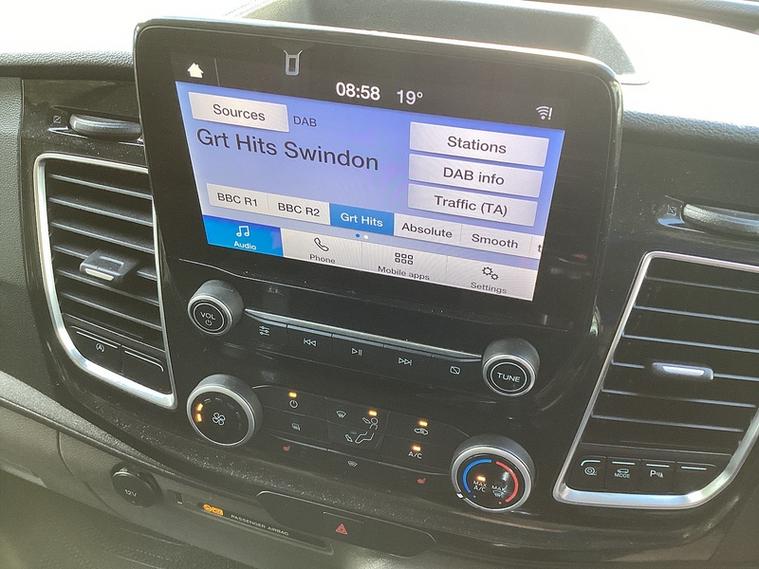 08:58 19°
Sources
DAB
Grt Hits Swindon
Stations
DAB info
Traffic (TA)
BBC R1
BBC R2
Grt Hits
Absolute
Smooth
t
Audio
Phone
Mobile apps
Settings
VOL
TUNE
A/C
MAX A/C
MAX
MODE
12V
PASSENGER AIRBAG